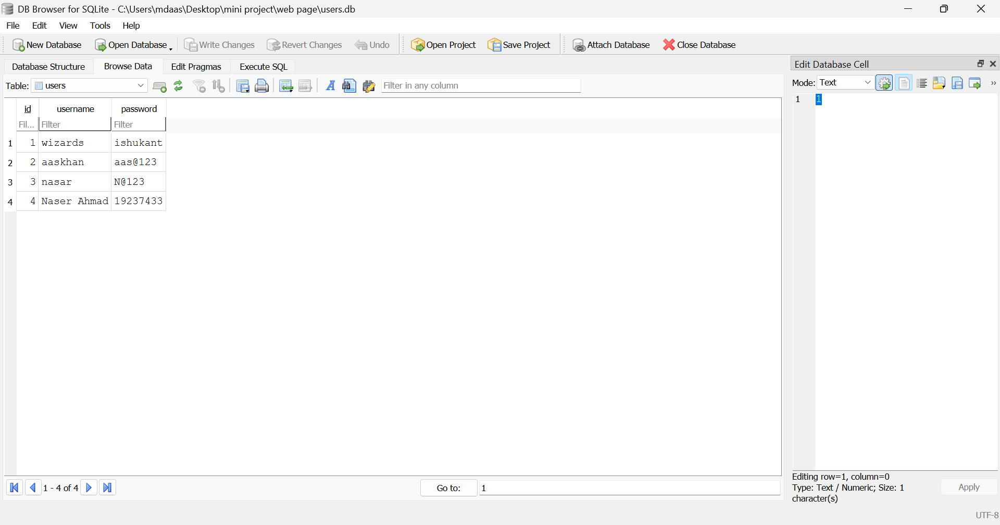 DB Browser for SQLite - C:\Users\mdaas\Desktop\mini project\web page\users.db
File Edit View Tools Help
New Database Open Database Write Changes Revert Changes Undo Open Project Save Project Attach Database Close Database
Database Structure Browse Data Edit Pragmas Execute SQL
Edit Database Cell
Table: users Filter in any column
Mode: Text
1 1
id username password
Fil... Filter Filter
1 1 wizards ishukant
2 2 aaskhan aas@123
3 3 nasar N@123
4 4 Naser Ahmad 19237433
1 - 4 of 4 Go to: 1
Editing row=1, column=0
Type: Text / Numeric; Size: 1
character(s)
Apply
UTF-8